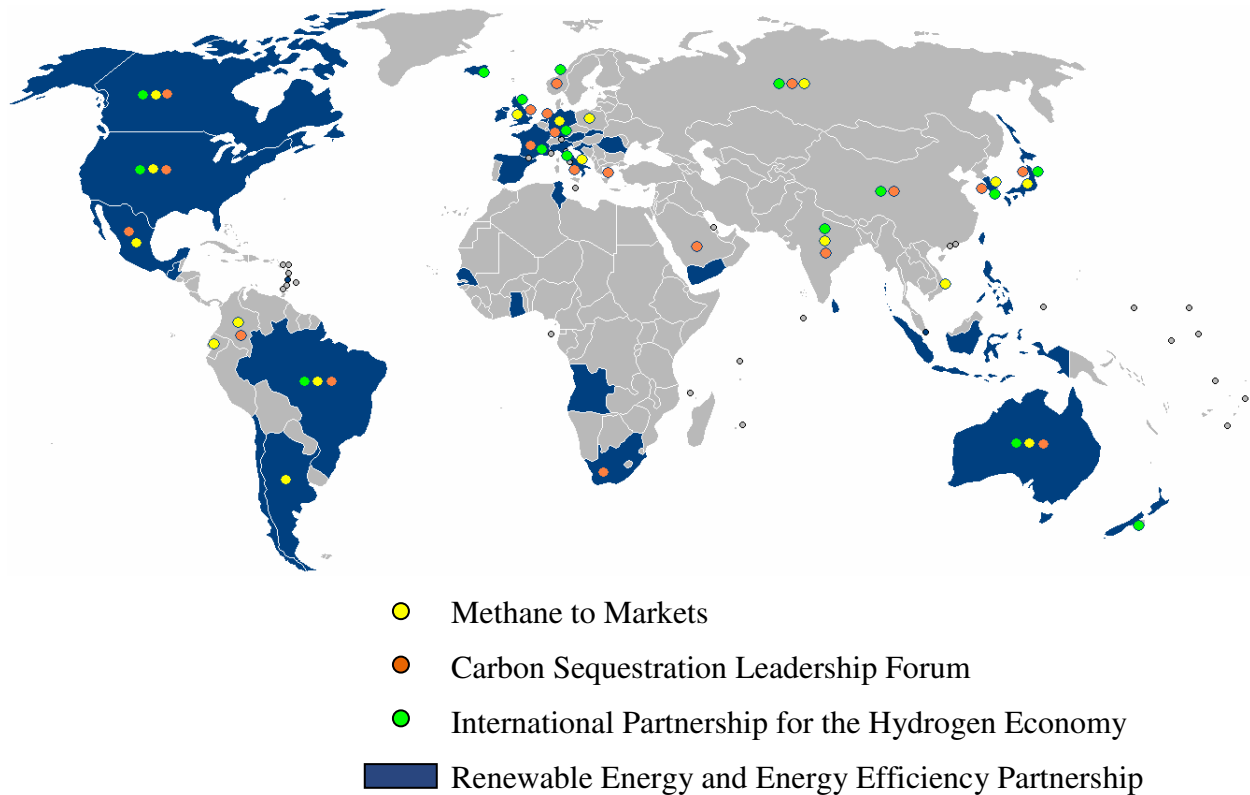 Methane to Markets
Carbon Sequestration Leadership Forum
International Partnership for the Hydrogen Economy
Renewable Energy and Energy Efficiency Partnership